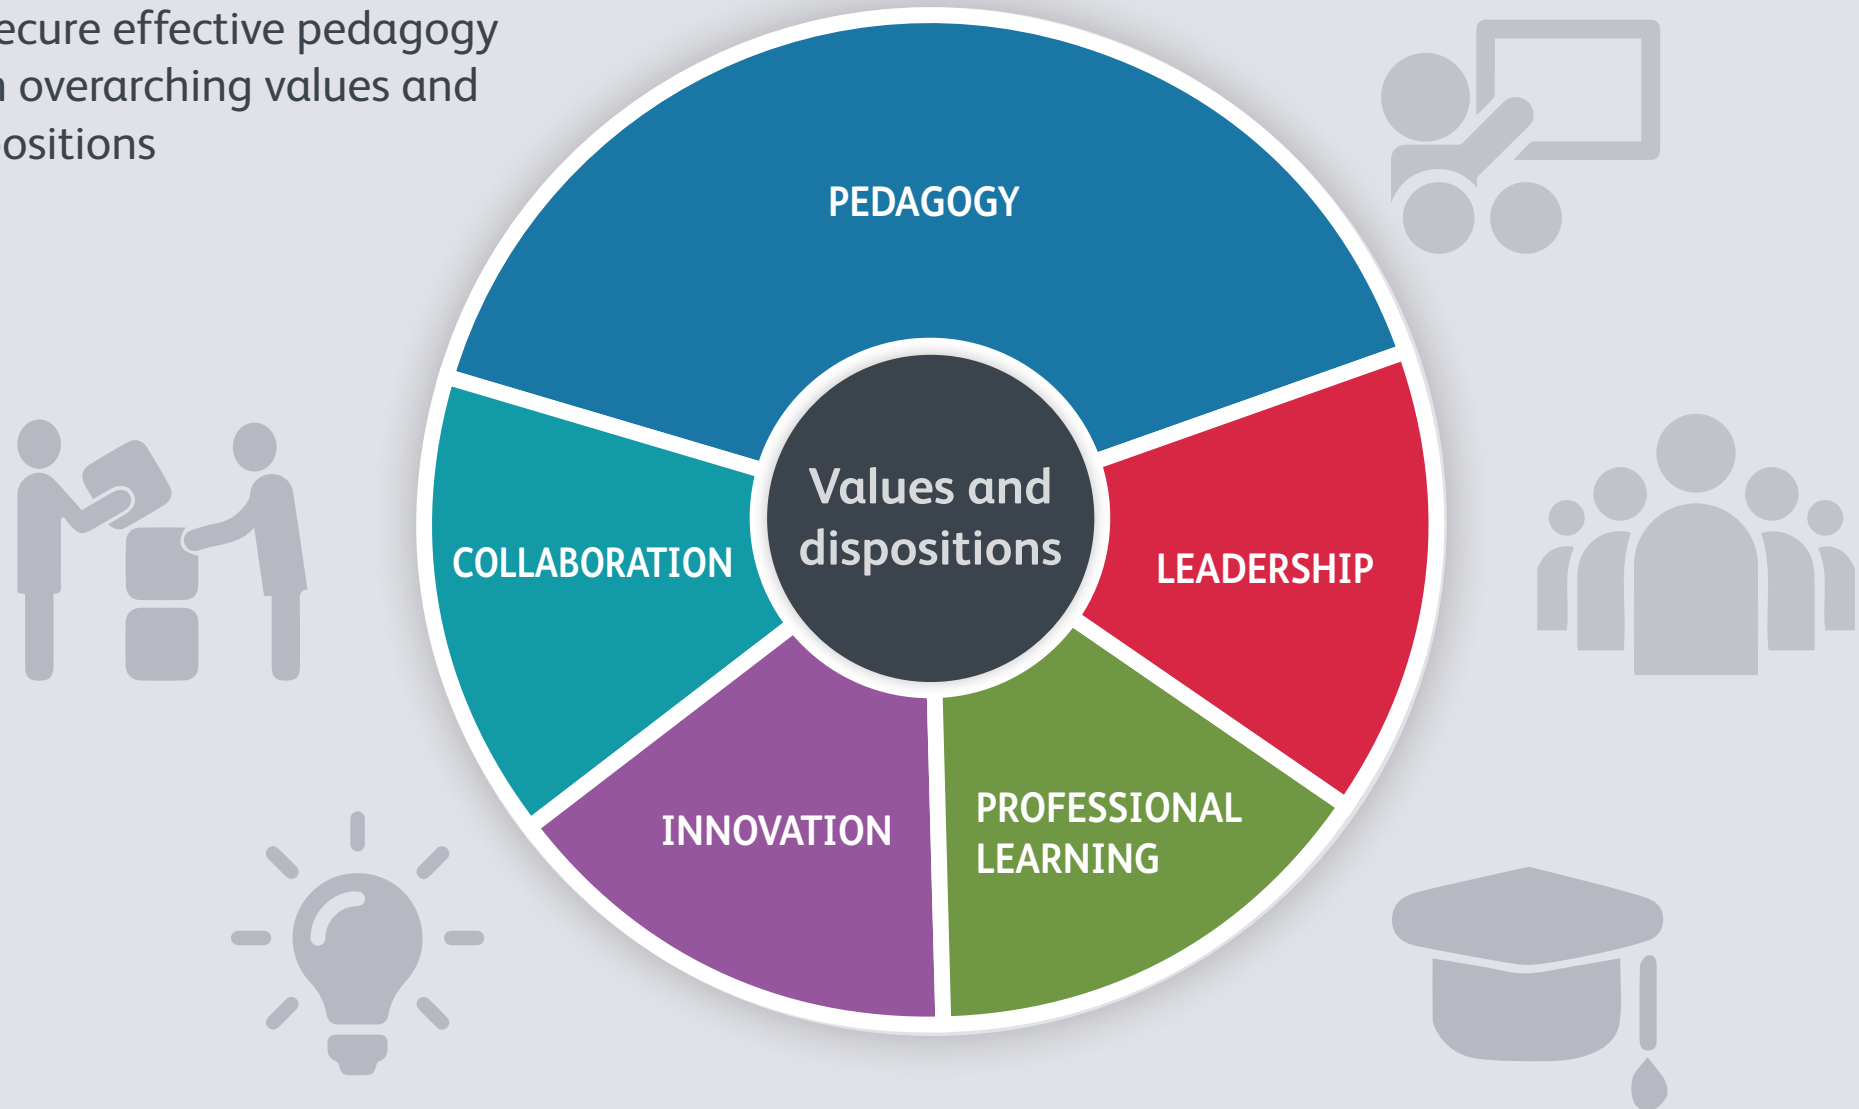 ecure effective pedagogy
overarching values and
ositions
PEDAGOGY
Values and
dispositions
COLLABORATION
LEADERSHIP
INNOVATION
PROFESSIONAL
LEARNING